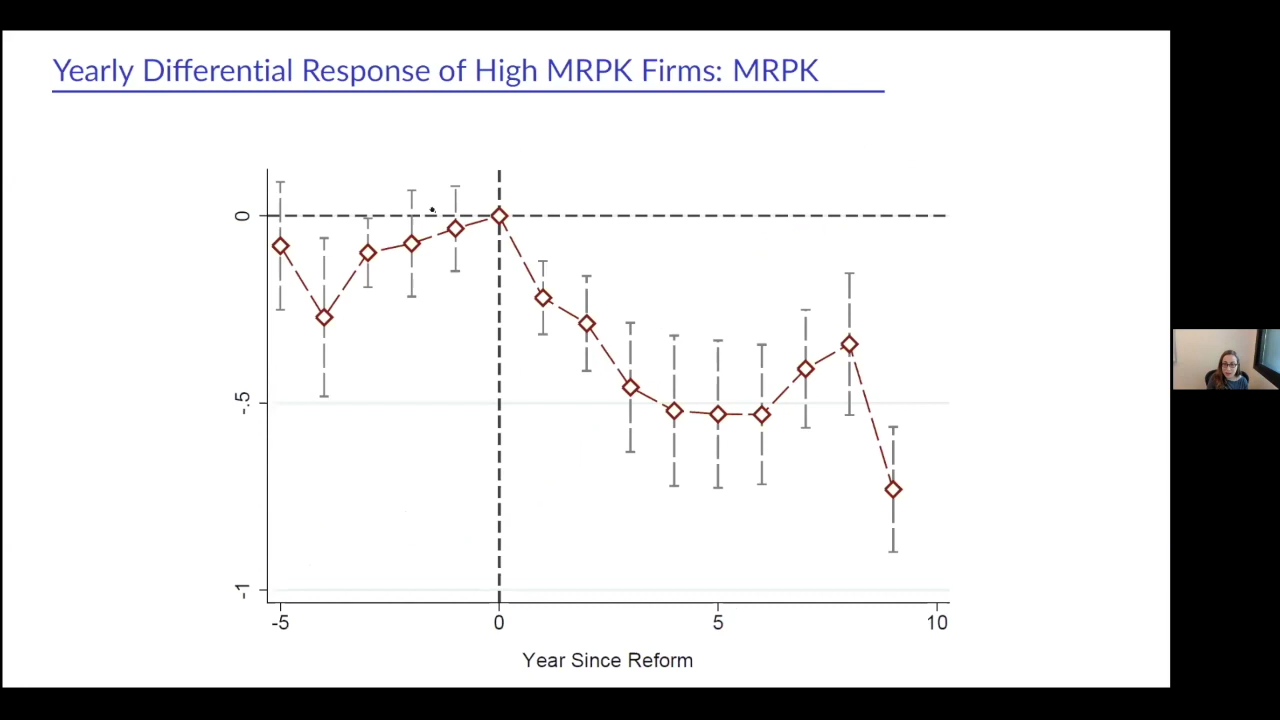 Yearly Differential Response of High MRPK Firms: MRPK
0
-.5
-1
-5 0 5 10
Year Since Reform